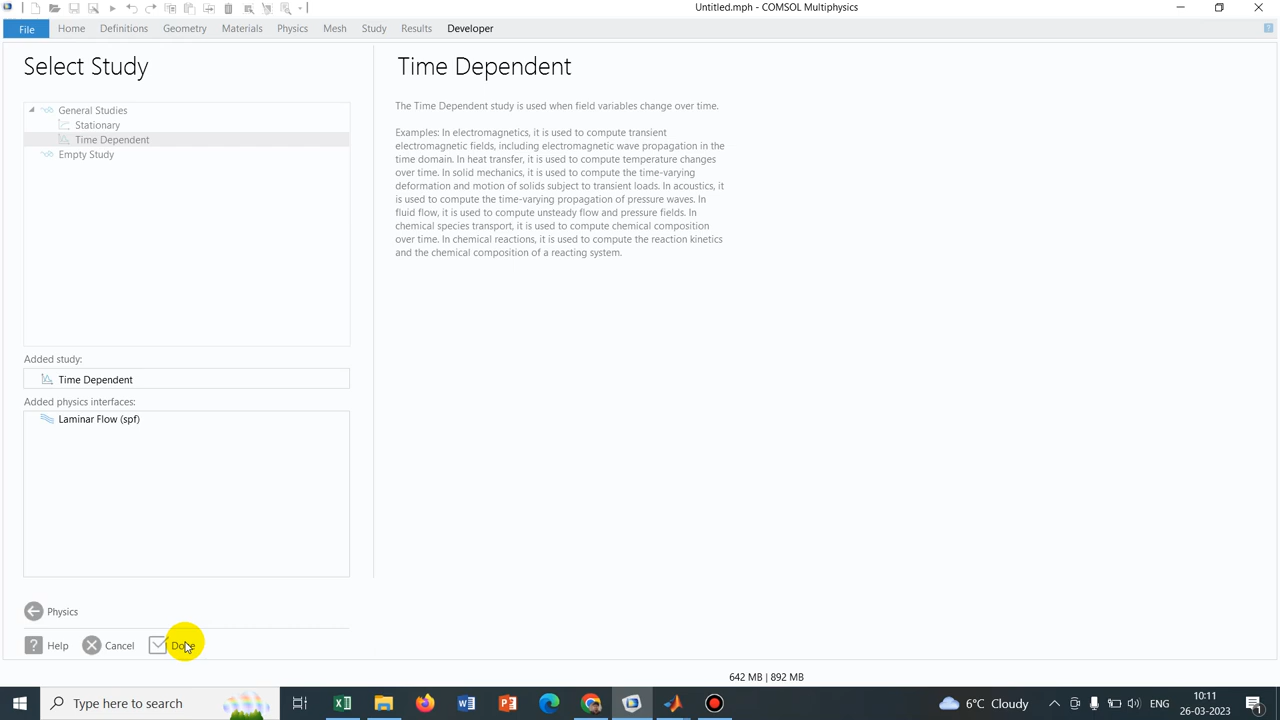 Untitled.mph - COMSOL Multiphysics
File Home Definitions Geometry Materials Physics Mesh Study Results Developer
Select Study
Time Dependent
General Studies
Stationary
Time Dependent
Empty Study
The Time Dependent study is used when field variables change over time.
Examples: In electromagnetics, it is used to compute transient
electromagnetic fields, including electromagnetic wave propagation in the
time domain. In heat transfer, it is used to compute temperature changes
over time. In solid mechanics, it is used to compute the time-varying
deformation and motion of solids subject to transient loads. In acoustics, it
is used to compute the time-varying propagation of pressure waves. In
fluid flow, it is used to compute unsteady flow and pressure fields. In
chemical species transport, it is used to compute chemical composition
over time. In chemical reactions, it is used to compute the reaction kinetics
and the chemical composition of a reacting system.
Added study:
Time Dependent
Added physics interfaces:
Laminar Flow (spf)
Physics
? Help Cancel Done
642 MB | 892 MB
Type here to search
6°C Cloudy
ENG
10:11
26-03-2023
1